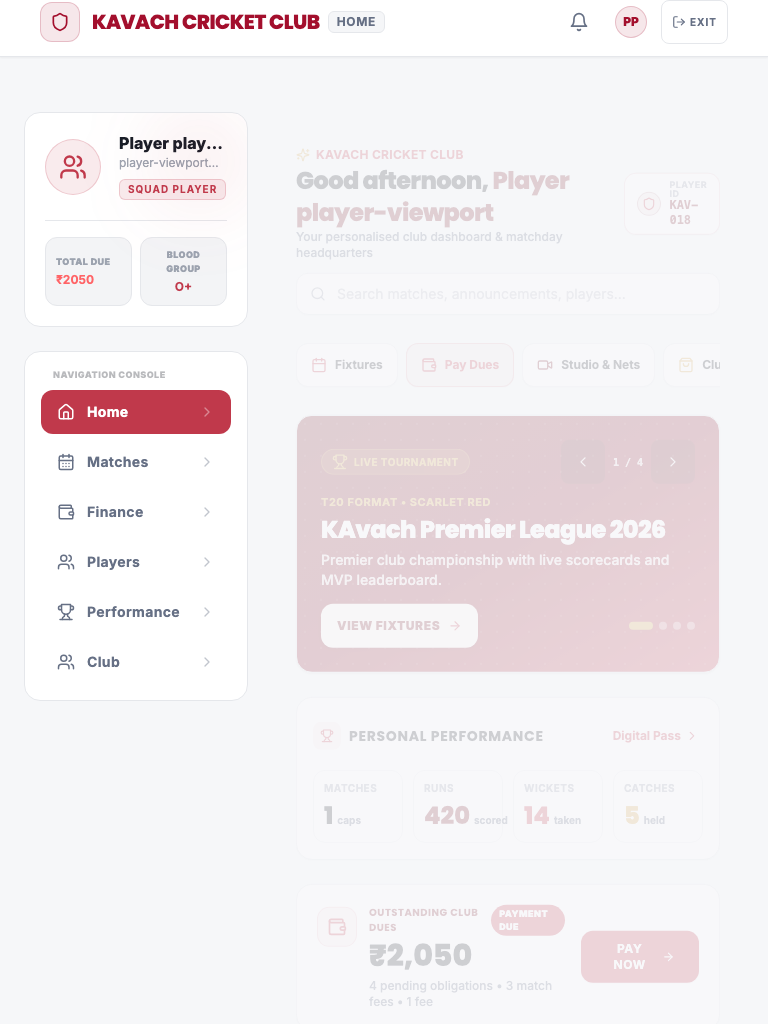 KAVACH CRICKET CLUB HOME PP EXIT
Player play...
player-viewport...
SQUAD PLAYER
TOTAL DUE
₹2050
BLOOD
GROUP
O+
NAVIGATION CONSOLE
Home
Matches
Finance
Players
Performance
Club
KAVACH CRICKET CLUB
Good afternoon, Player
player-viewport
Your personalised club dashboard & matchday
headquarters
PLAYER
ID
KAV-
018
Search matches, announcements, players...
Fixtures Pay Dues Studio & Nets Clu
LIVE TOURNAMENT 1 / 4
T20 FORMAT • SCARLET RED
KAvach Premier League 2026
Premier club championship with live scorecards and
MVP leaderboard.
VIEW FIXTURES
PERSONAL PERFORMANCE Digital Pass
MATCHES RUNS WICKETS CATCHES
1 caps 420 scored 14 taken 5 held
OUTSTANDING CLUB
DUES
PAYMENT
DUE
₹2,050
4 pending obligations • 3 match
fees • 1 fee
PAY
NOW